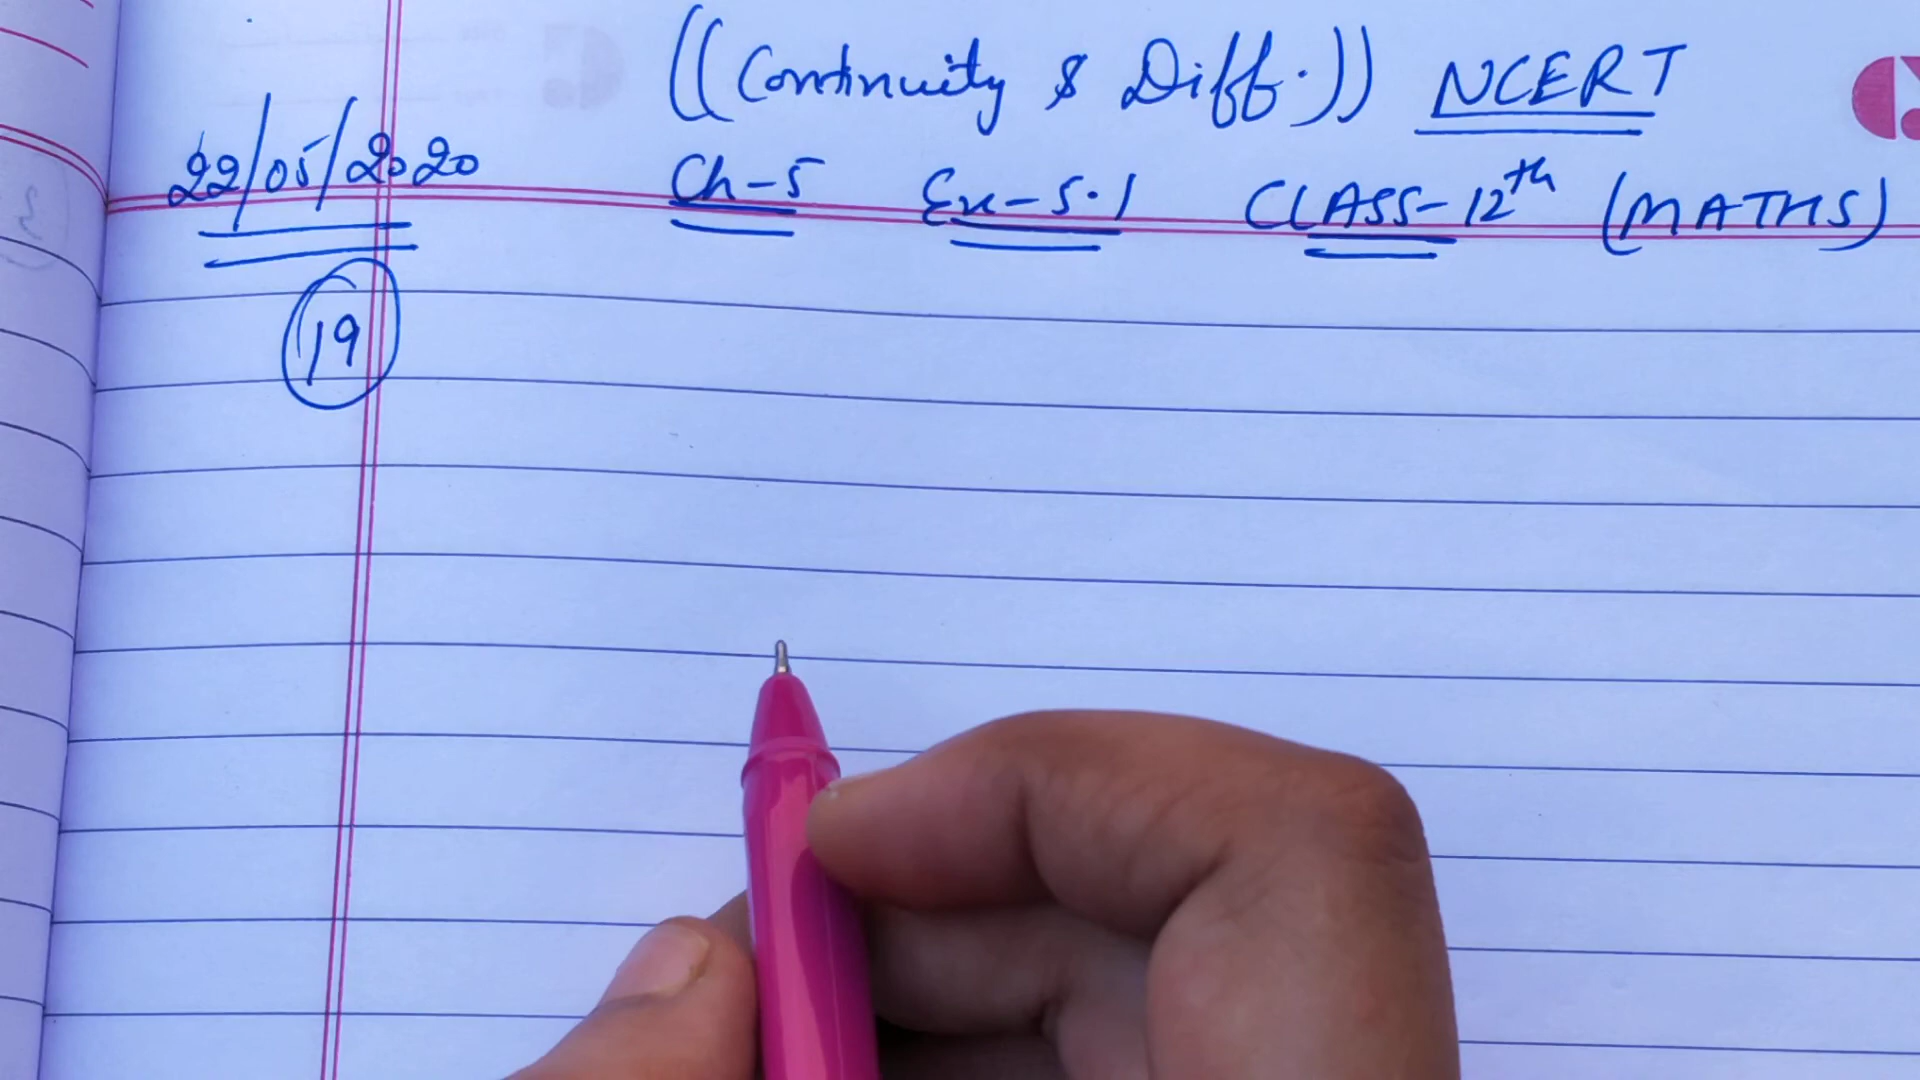 ((Continuity & Diff.)) NCERT
22/05/2020 Ch-5 Ex-5.1 CLASS-12th (MATHS)
19